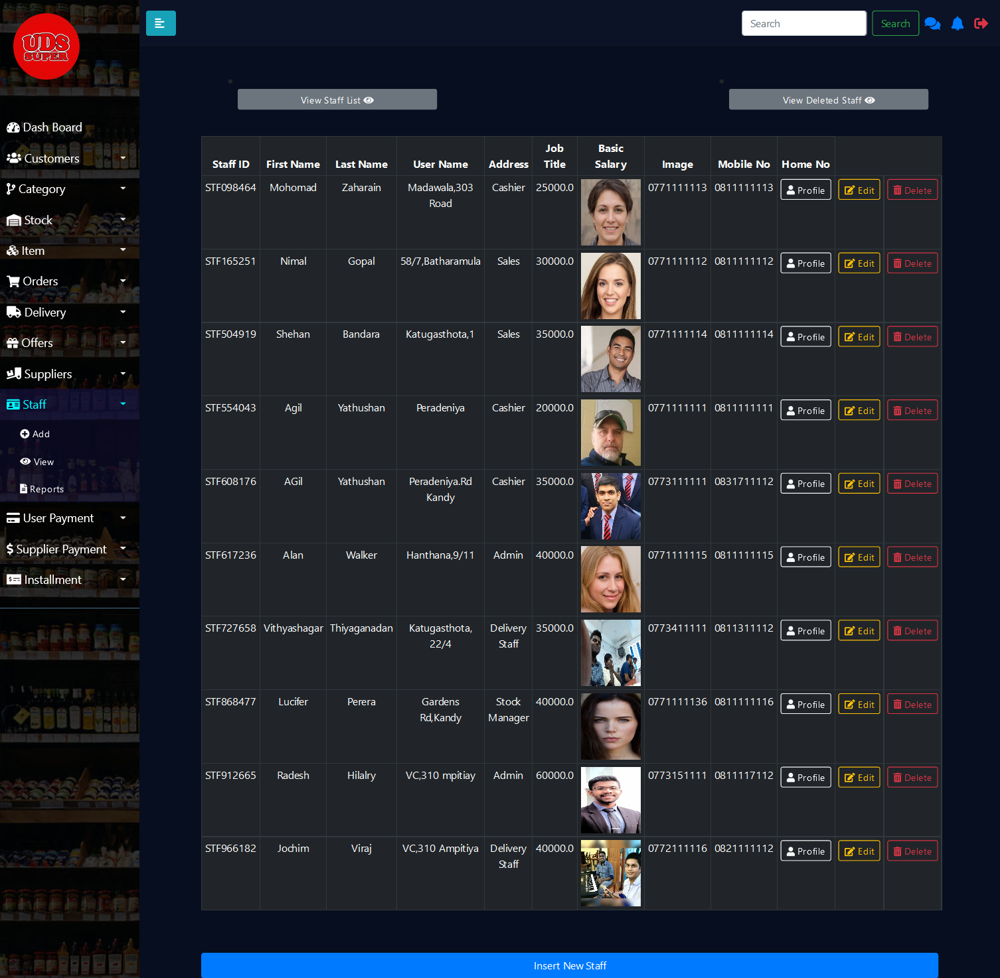 UDS
SUPER
Search
Search
View Staff List
View Deleted Staff
Dash Board
Customers
Category
Stock
Item
Orders
Delivery
Offers
Suppliers
Staff
Add
View
Reports
User Payment
Supplier Payment
Installment
Staff ID First Name Last Name User Name Address Job Title Basic Salary Image Mobile No Home No
STF098464 Mohomad Zaharain Madawala,303 Road Cashier 25000.0 0771111113 0811111113 Profile Edit Delete
STF165251 Nimal Gopal 58/7,Batharamula Sales 30000.0 0771111112 0811111112 Profile Edit Delete
STF504919 Shehan Bandara Katugasthota,1 Sales 35000.0 0771111114 0811111114 Profile Edit Delete
STF554043 Agil Yathushan Peradeniya Cashier 20000.0 0771111111 0811111111 Profile Edit Delete
STF608176 AGil Yathushan Peradeniya.Rd Kandy Cashier 35000.0 0773111111 0831711112 Profile Edit Delete
STF617236 Alan Walker Hanthana,9/11 Admin 40000.0 0771111115 0811111115 Profile Edit Delete
STF727658 Vithyashagar Thiyaganadan Katugasthota, 22/4 Delivery Staff 35000.0 0773411111 0811311112 Profile Edit Delete
STF868477 Lucifer Perera Gardens Rd,Kandy Stock Manager 40000.0 0771111136 0811111116 Profile Edit Delete
STF912665 Radesh Hilalry VC,310 mpitiay Admin 60000.0 0773151111 0811117112 Profile Edit Delete
STF966182 Jochim Viraj VC,310 Ampitiya Delivery Staff 40000.0 0772111116 0821111112 Profile Edit Delete
Insert New Staff